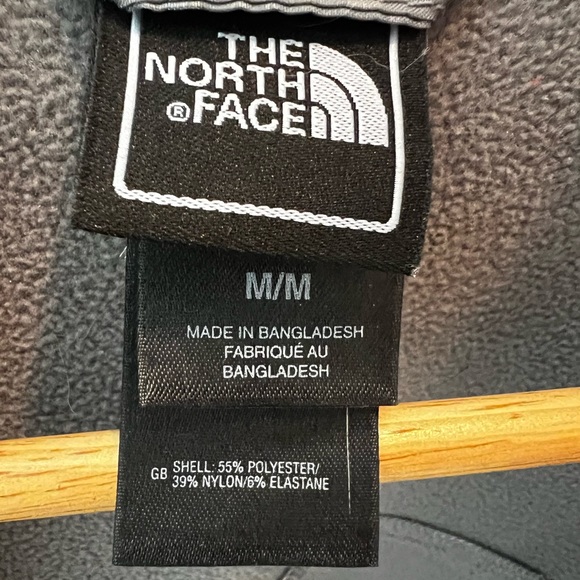 THE
NORTH
®FACE
M/M
MADE IN BANGLADESH
FABRIQUÉ AU
BANGLADESH
GB SHELL: 55% POLYESTER/
39% NYLON/6% ELASTANE